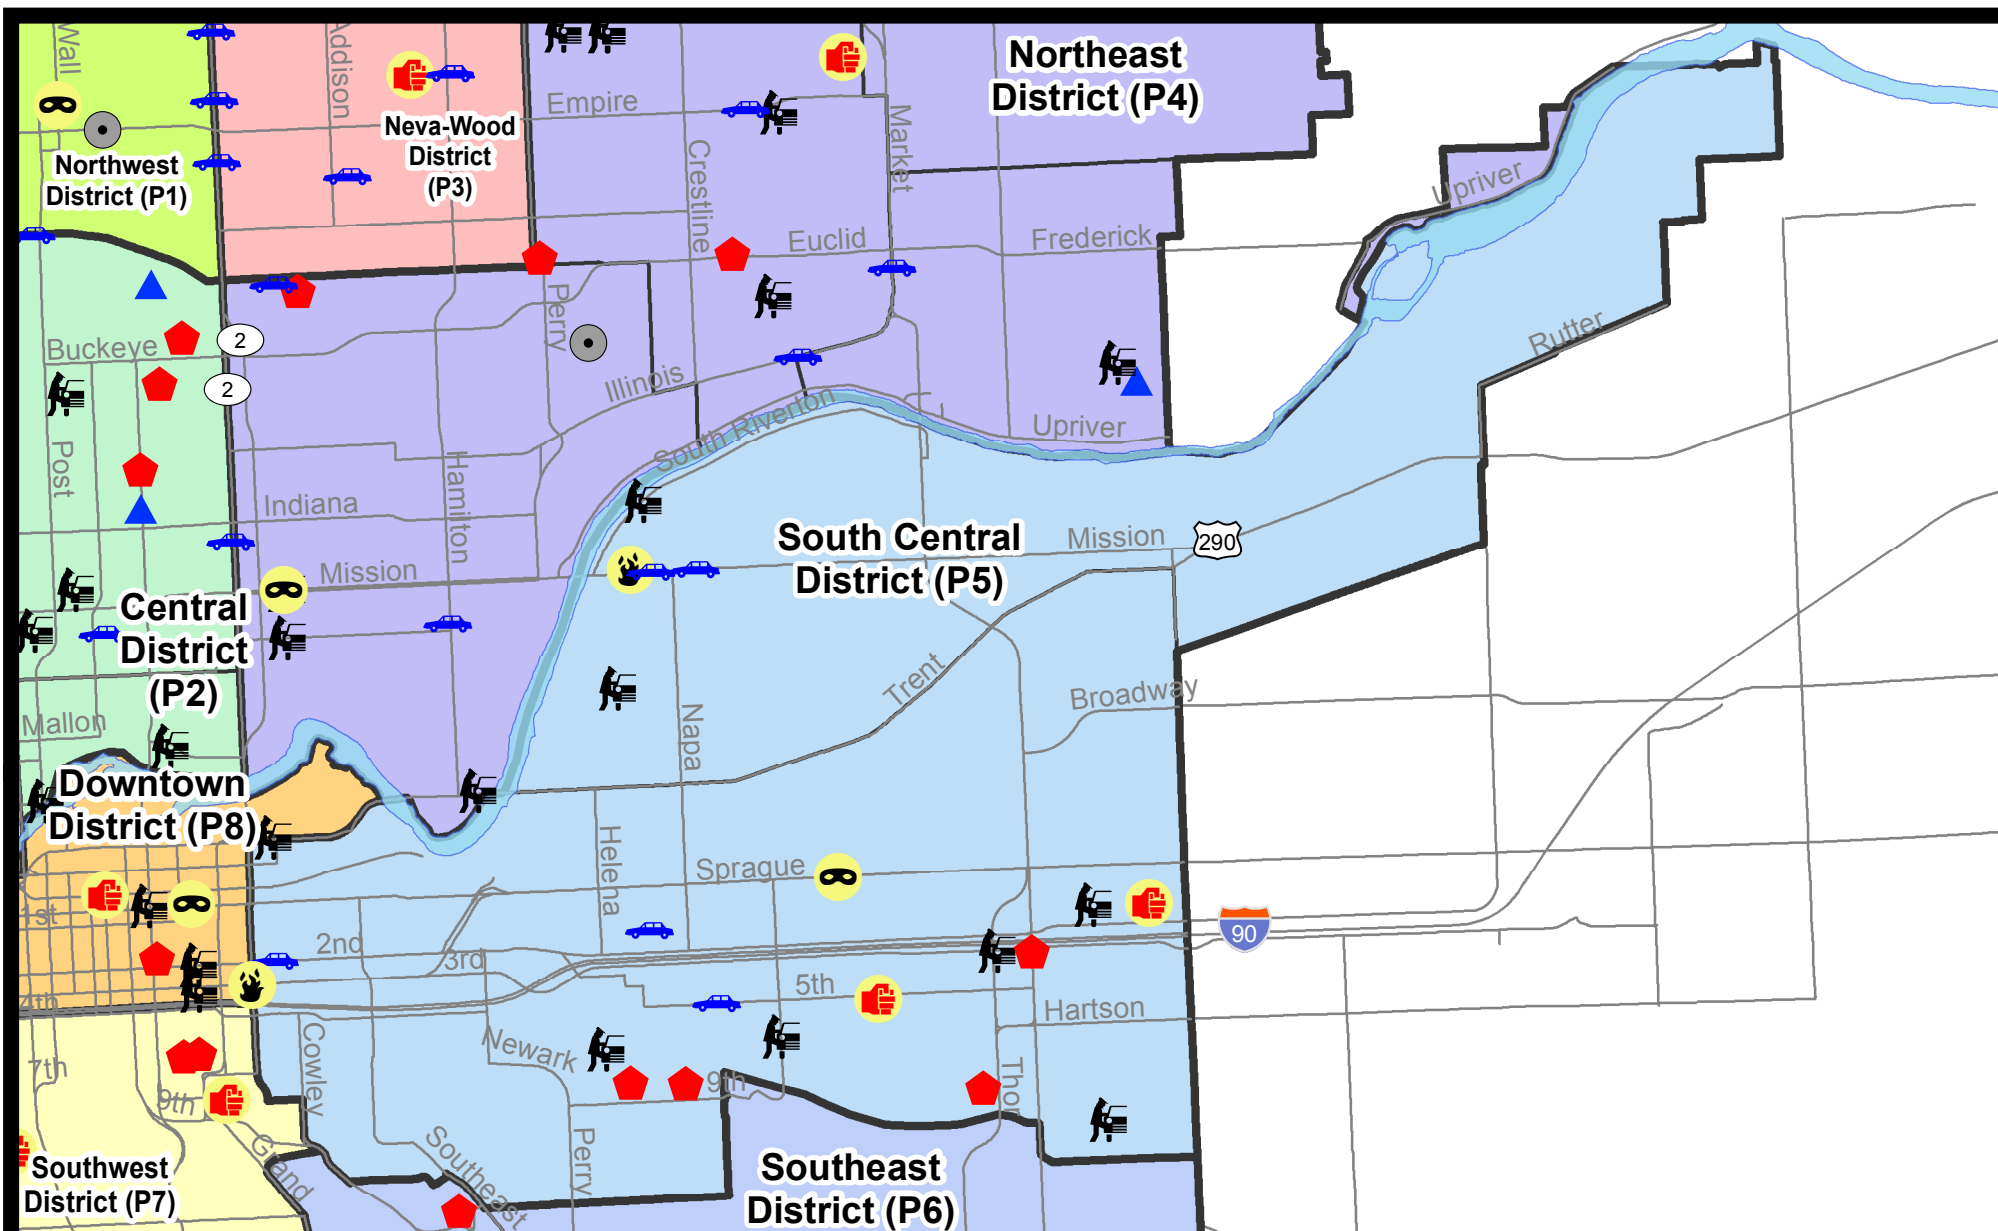 Wall
Addison
Northeast
District (P4)
Empire
Market
Neva-Wood
District
(P3)
Northwest
District (P1)
Crestline
Upriver
Euclid
Frederick
Perry
Buckeye
2
2
Illinois
Rutter
South Riverton
Upriver
Post
Hamilton
Indiana
South Central
District (P5)
Mission
290
Mission
Central
District
(P2)
Trent
Broadway
Mallon
Napa
Downtown
District (P8)
Helena
Sprague
1st
2nd
3rd
90
4th
5th
Hartson
Newark
Cowley
7th
9th
9th
Thor
Grand
Southeast
Perry
Southwest
District (P7)
Southeast
District (P6)